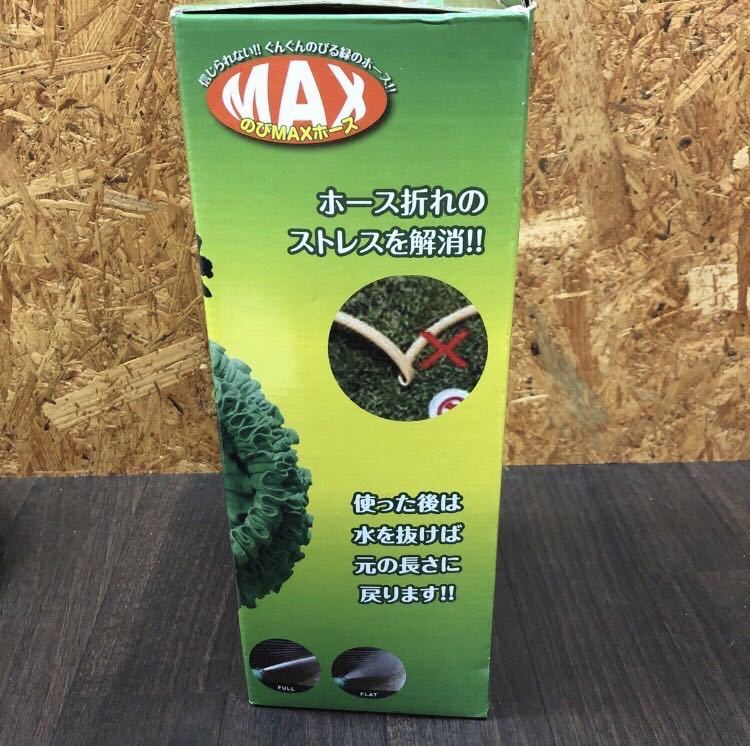 信じられない!! ぐんぐんのびる緑のホース!!
MAX
のびMAXホース
ホース折れの
ストレスを解消!!
使った後は
水を抜けば
元の長さに
戻ります!!
FULL
FLAT